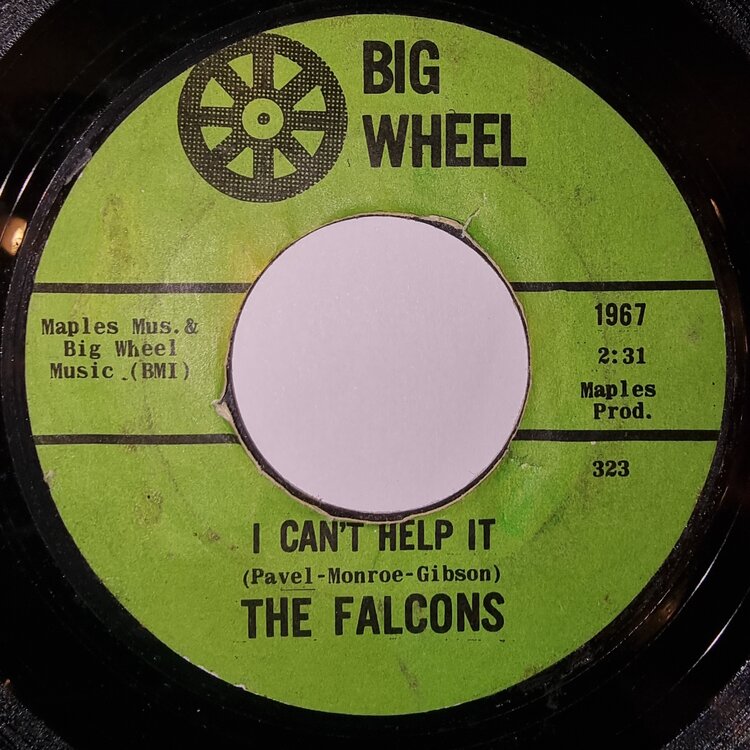 BIG
WHEEL
Maples Mus.&
Big Wheel
Music .(BMI)
1967
2:31
Maples
Prod.
323
I CAN'T HELP IT
(Pavel-Monroe-Gibson)
THE FALCONS